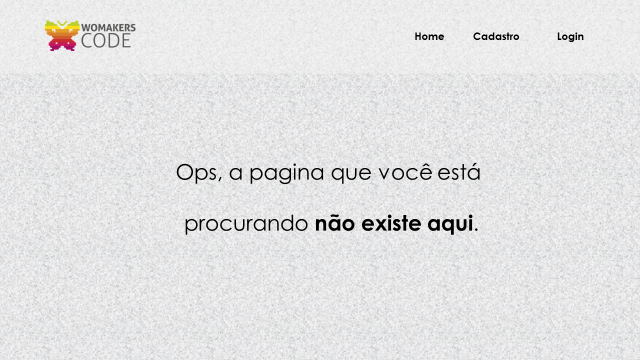 WOMAKERS
CODE
Home Cadastro Login
Ops, a pagina que você está
procurando não existe aqui.